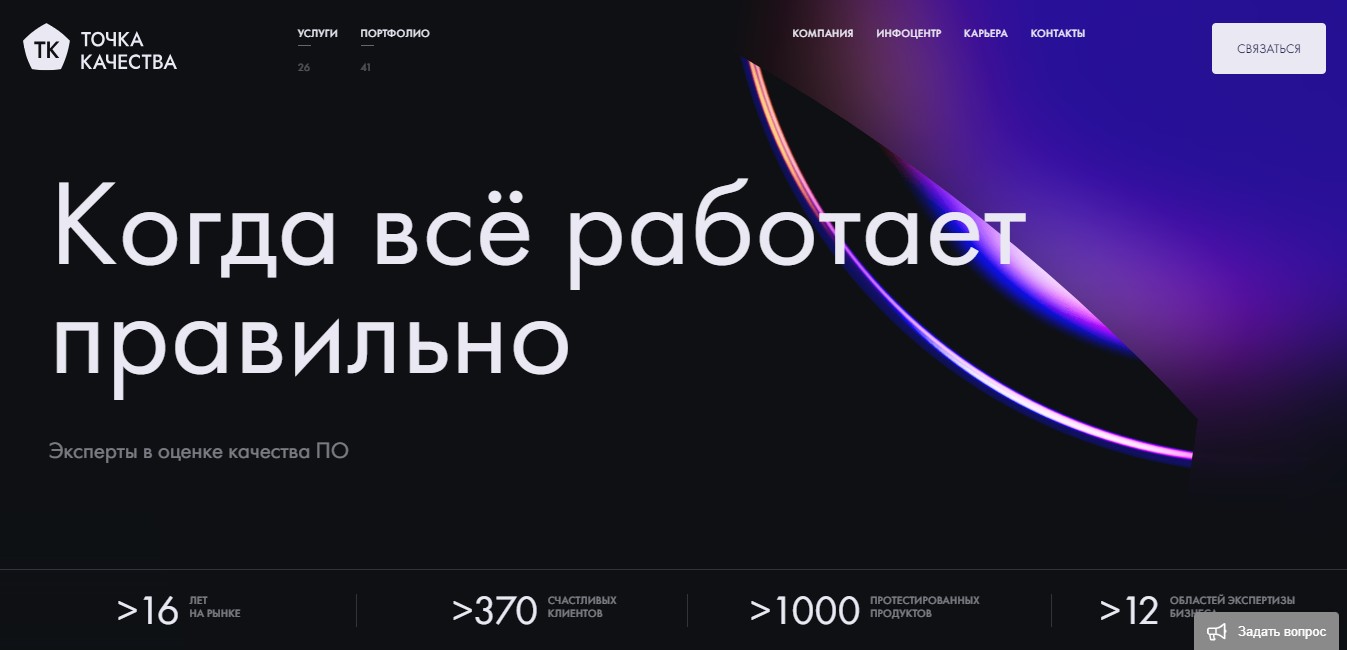 ТК
ТОЧКА
КАЧЕСТВА
УСЛУГИ
26
ПОРТФОЛИО
41
КОМПАНИЯ
ИНФОЦЕНТР
КАРЬЕРА
КОНТАКТЫ
СВЯЗАТЬСЯ
Когда всё работает
правильно
Эксперты в оценке качества ПО
>16
ЛЕТ
НА РЫНКЕ
>370
СЧАСТЛИВЫХ
КЛИЕНТОВ
>1000
ПРОТЕСТИРОВАННЫХ
ПРОДУКТОВ
>12
ОБЛАСТЕЙ ЭКСПЕРТИЗЫ
БИЗНЕСА
Задать вопрос